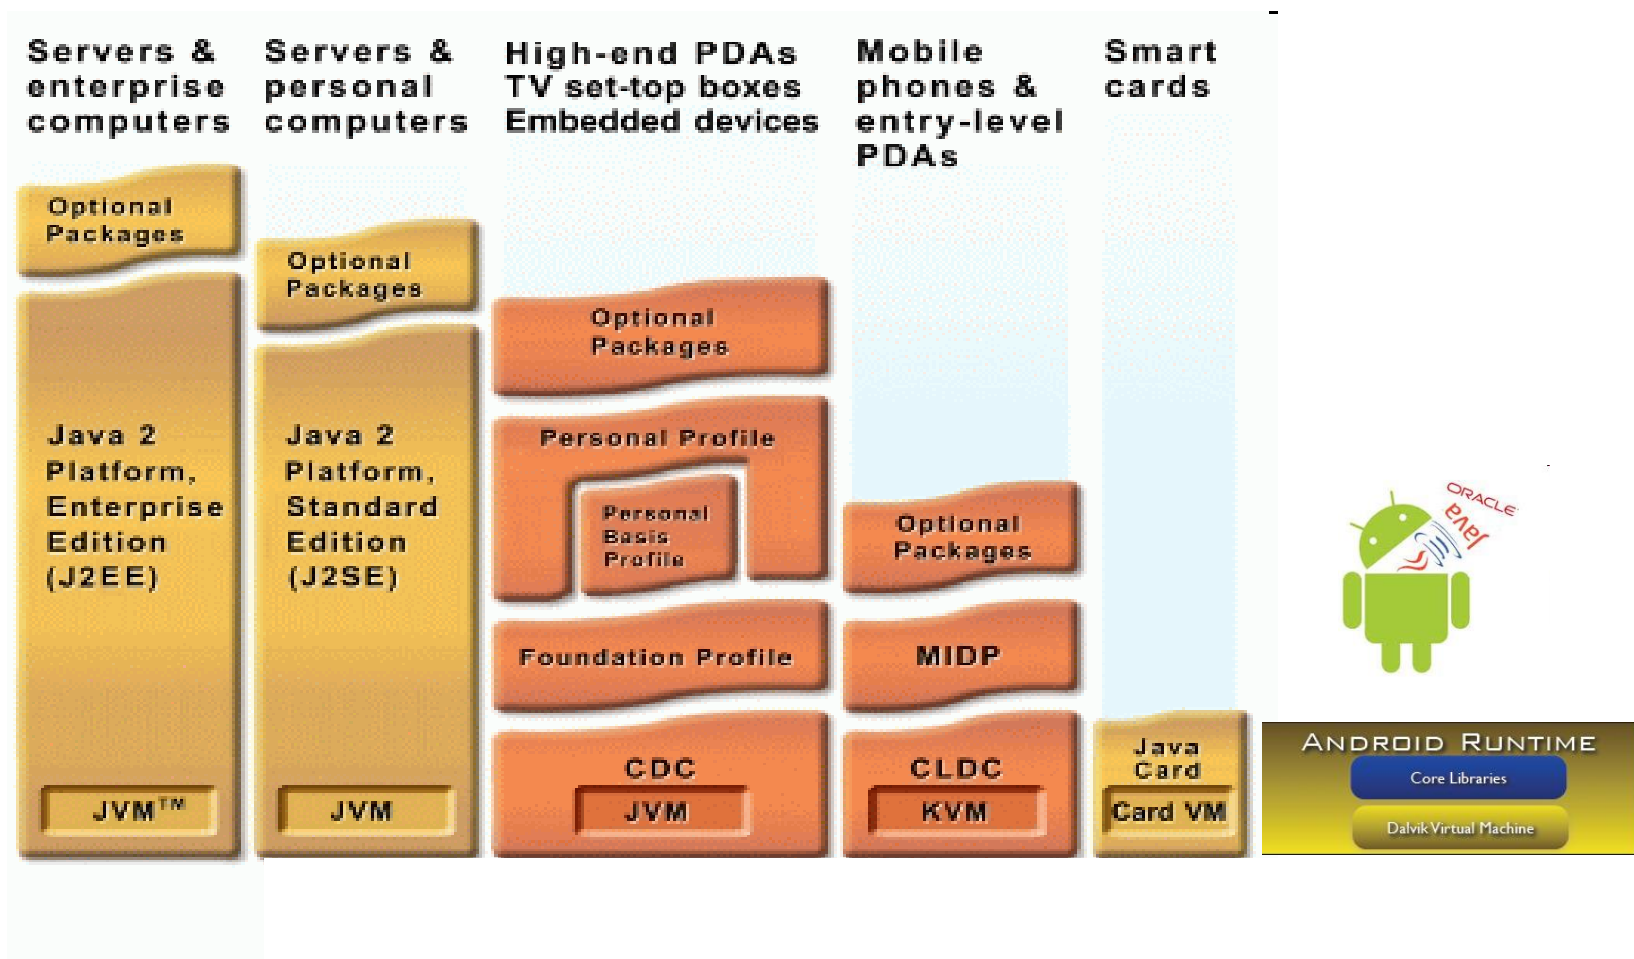 Servers &
enterprise
computers
Optional
Packages
Java 2
Platform,
Enterprise
Edition
(J2EE)
JVM™
Servers &
personal
computers
Optional
Packages
Java 2
Platform,
Standard
Edition
(J2SE)
JVM
High-end PDAs
TV set-top boxes
Embedded devices
Optional
Packages
Personal Profile
Personal
Basis
Profile
Foundation Profile
CDC
JVM
Mobile
phones &
entry-level
PDAs
Optional
Packages
MIDP
CLDC
KVM
Smart
cards
Java
Card
Card VM
ORACLE
Java
ANDROID RUNTIME
Core Libraries
Dalvik Virtual Machine